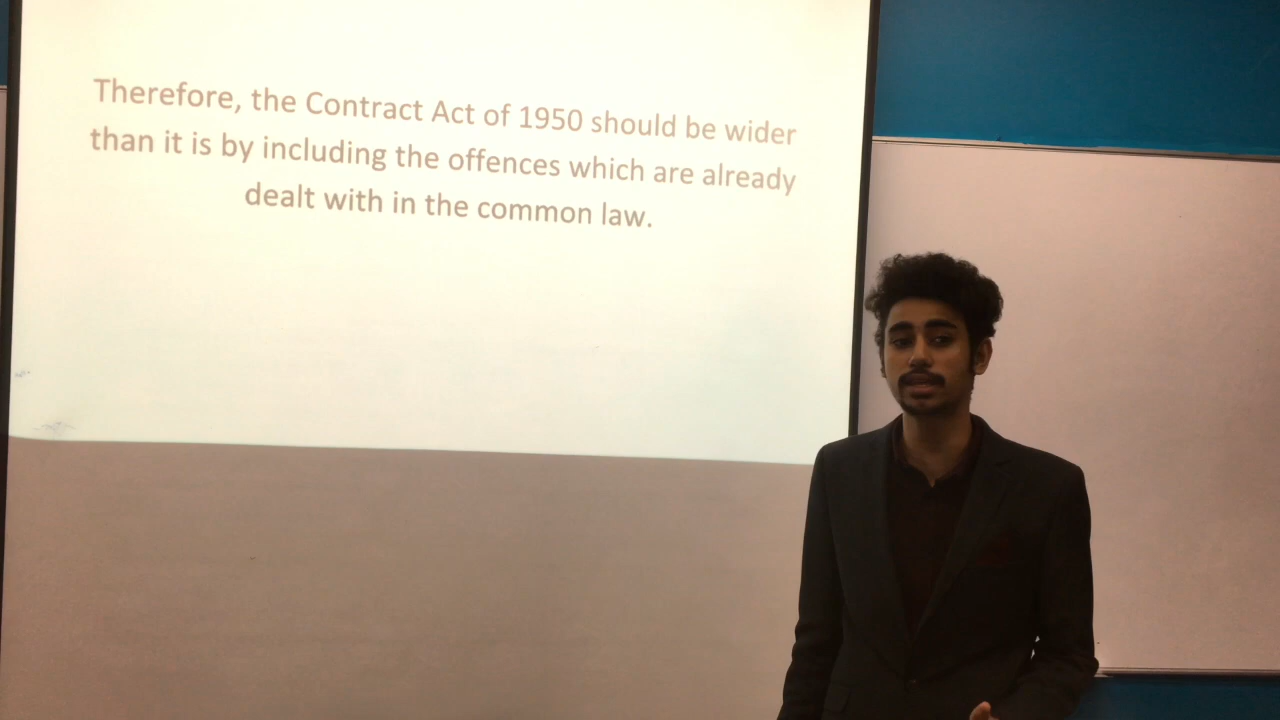 Therefore, the Contract Act of 1950 should be wider
than it is by including the offences which are already
dealt with in the common law.